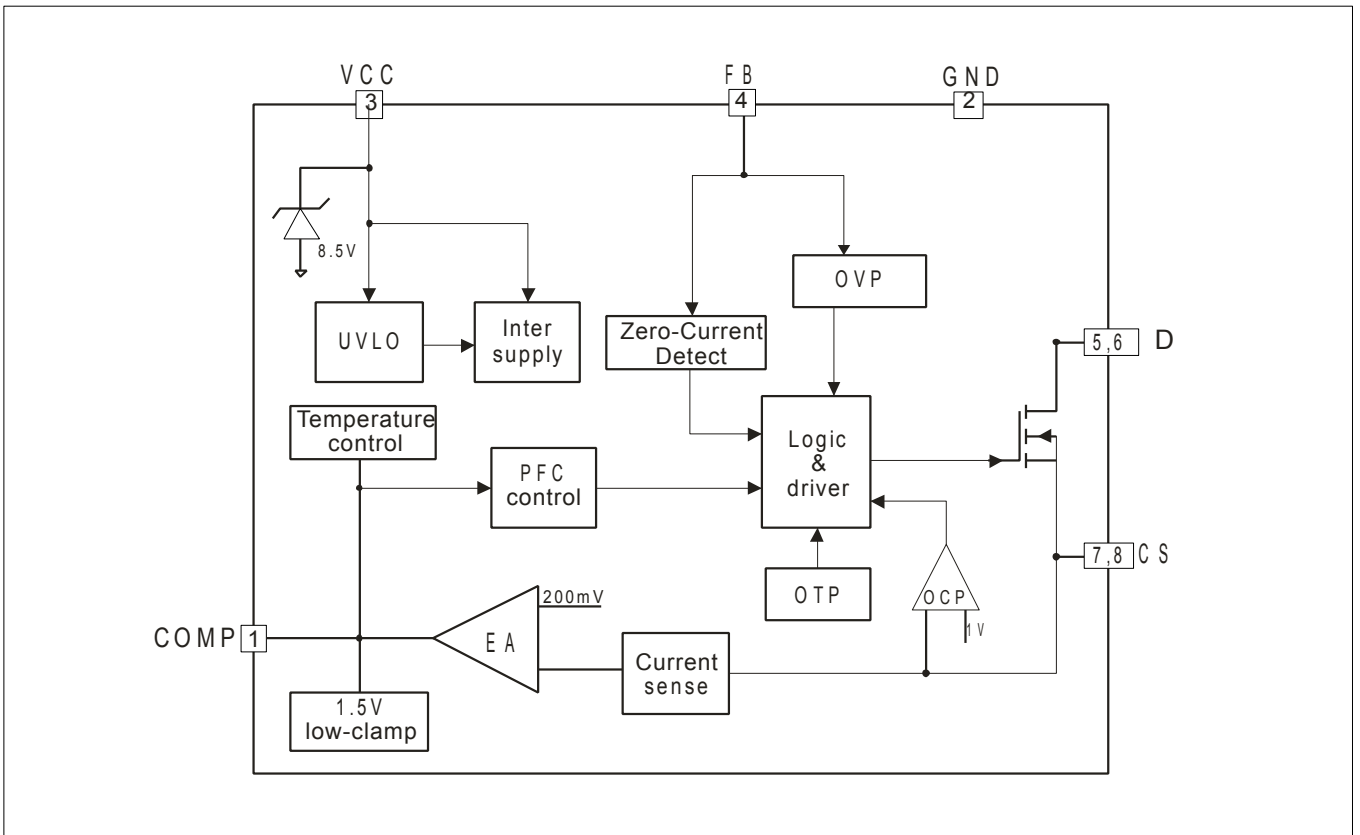 VCC
3
FB
4
GND
2
8.5V
UVLO
Inter
supply
OVP
Zero-Current
Detect
5,6
D
Temperature
control
PFC
control
Logic
&
driver
7,8
CS
OTP
OCP
1V
COMP
1
200mV
EA
Current
sense
1.5V
low-clamp